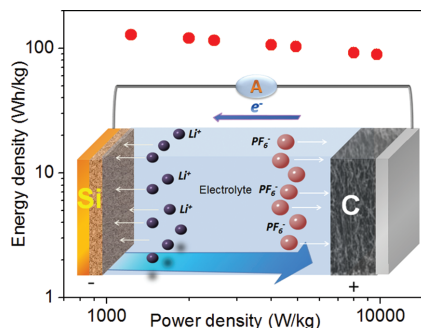 Energy density (Wh/kg)
100
10
1
A
e-
Li+
PF6-
Li+
PF6-
Li+
PF6-
Si
Electrolyte
C
-
+
1000
10000
Power density (W/kg)